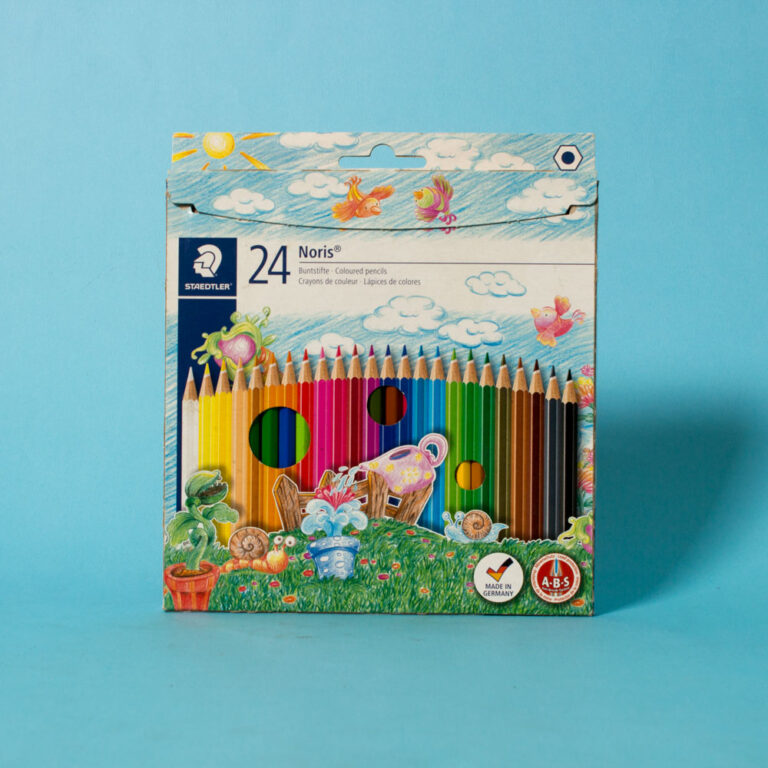 STAEDTLER®
24
Noris®
Buntstifte · Coloured pencils
Crayons de couleur · Lápices de colores
MADE IN
GERMANY
A·B·S